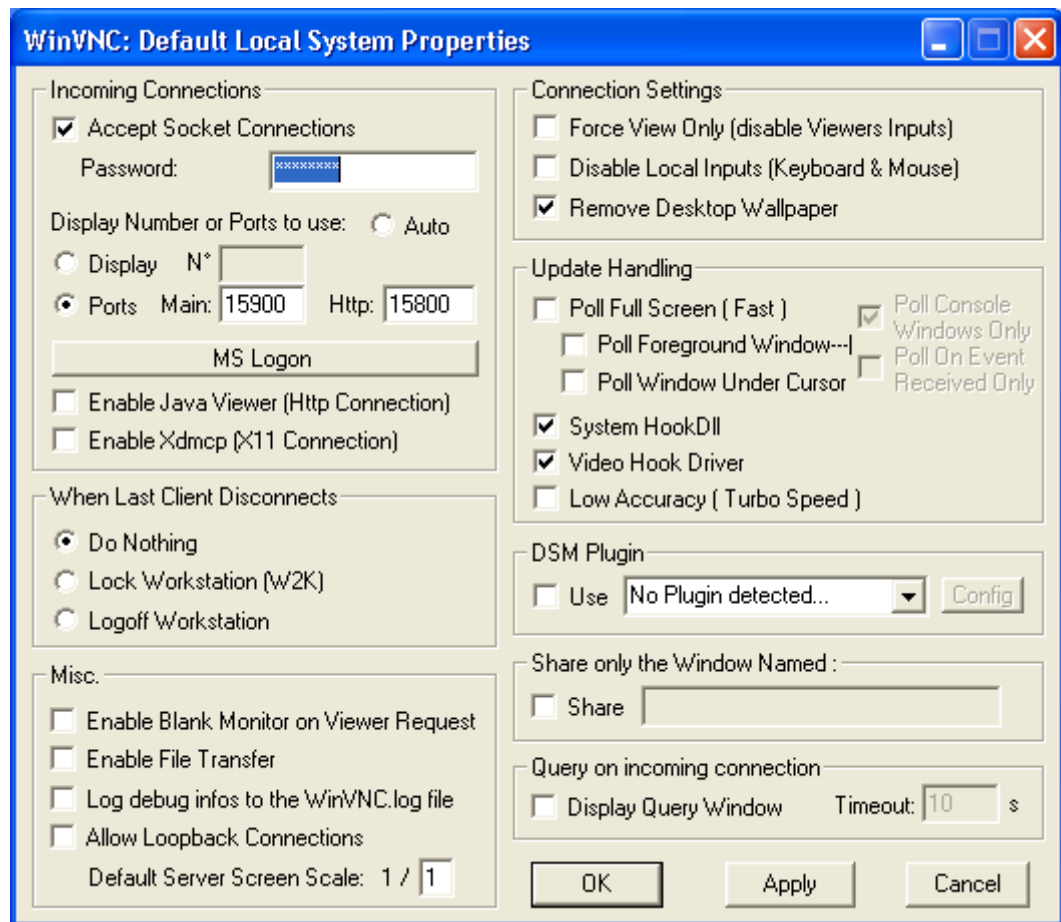 WinVNC: Default Local System Properties
Incoming Connections
Accept Socket Connections
Password: ********
Display Number or Ports to use: Auto
Display N°
Ports Main: 15900 Http: 15800
MS Logon
Enable Java Viewer (Http Connection)
Enable Xdmcp (X11 Connection)
When Last Client Disconnects
Do Nothing
Lock Workstation (W2K)
Logoff Workstation
Misc.
Enable Blank Monitor on Viewer Request
Enable File Transfer
Log debug infos to the WinVNC.log file
Allow Loopback Connections
Default Server Screen Scale: 1 / 1
Connection Settings
Force View Only (disable Viewers Inputs)
Disable Local Inputs (Keyboard & Mouse)
Remove Desktop Wallpaper
Update Handling
Poll Full Screen ( Fast )
Poll Foreground Window---|
Poll Window Under Cursor
Poll Console
Windows Only
Poll On Event
Received Only
System HookDll
Video Hook Driver
Low Accuracy ( Turbo Speed )
DSM Plugin
Use No Plugin detected... Config
Share only the Window Named :
Share
Query on incoming connection
Display Query Window Timeout: 10 s
OK Apply Cancel